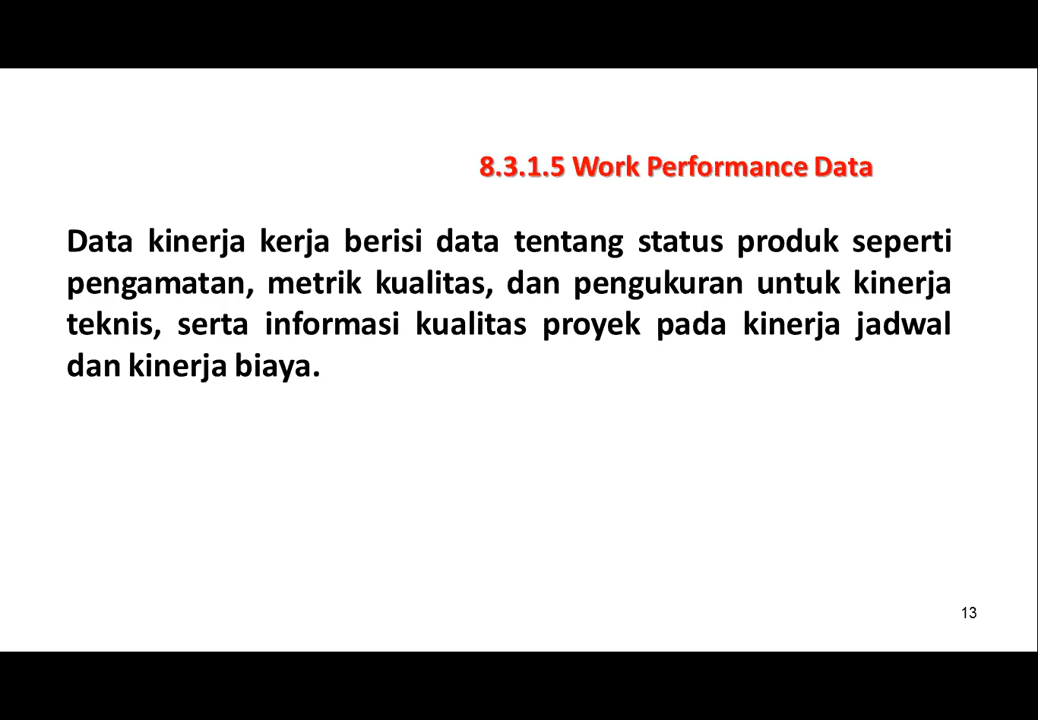 8.3.1.5 Work Performance Data
Data kinerja kerja berisi data tentang status produk seperti
pengamatan, metrik kualitas, dan pengukuran untuk kinerja
teknis, serta informasi kualitas proyek pada kinerja jadwal
dan kinerja biaya.
13